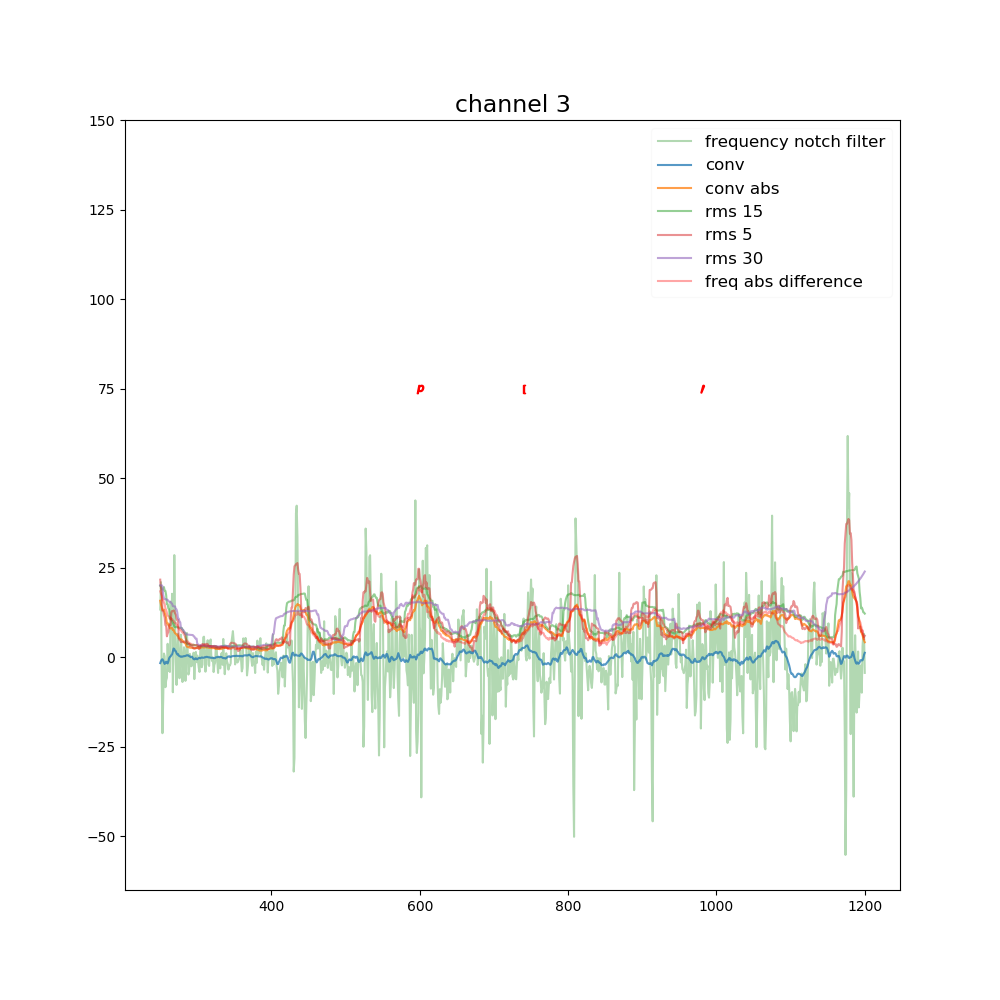 channel 3
150
125
100
75
50
25
0
−25
−50
400
600
800
1000
1200
frequency notch filter
conv
conv abs
rms 15
rms 5
rms 30
freq abs difference
p
[